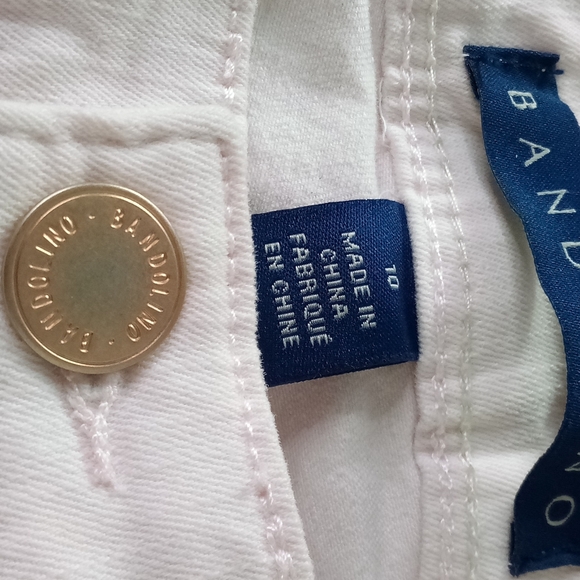 BANDOLINO · BANDOLINO ·
10
MADE IN
CHINA
FABRIQUÉ
EN CHINE
BAND
NO